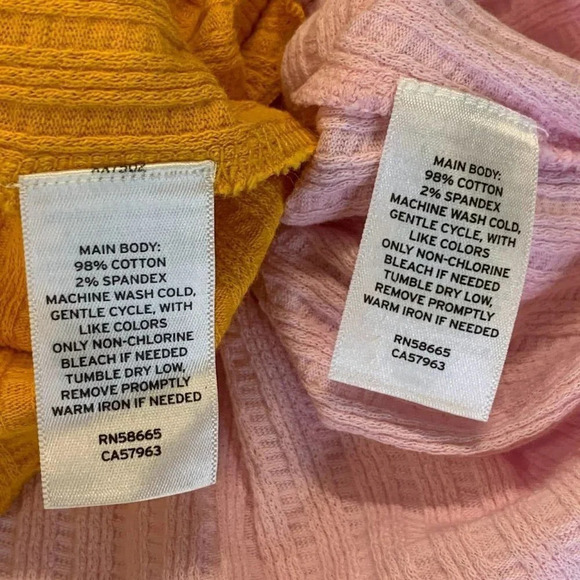 MAIN BODY:
98% COTTON
2% SPANDEX
MACHINE WASH COLD,
GENTLE CYCLE, WITH
LIKE COLORS
ONLY NON-CHLORINE
BLEACH IF NEEDED
TUMBLE DRY LOW,
REMOVE PROMPTLY
WARM IRON IF NEEDED
RN58665
CA57963
MAIN BODY:
98% COTTON
2% SPANDEX
MACHINE WASH COLD,
GENTLE CYCLE, WITH
LIKE COLORS
ONLY NON-CHLORINE
BLEACH IF NEEDED
TUMBLE DRY LOW,
REMOVE PROMPTLY
WARM IRON IF NEEDED
RN58665
CA57963